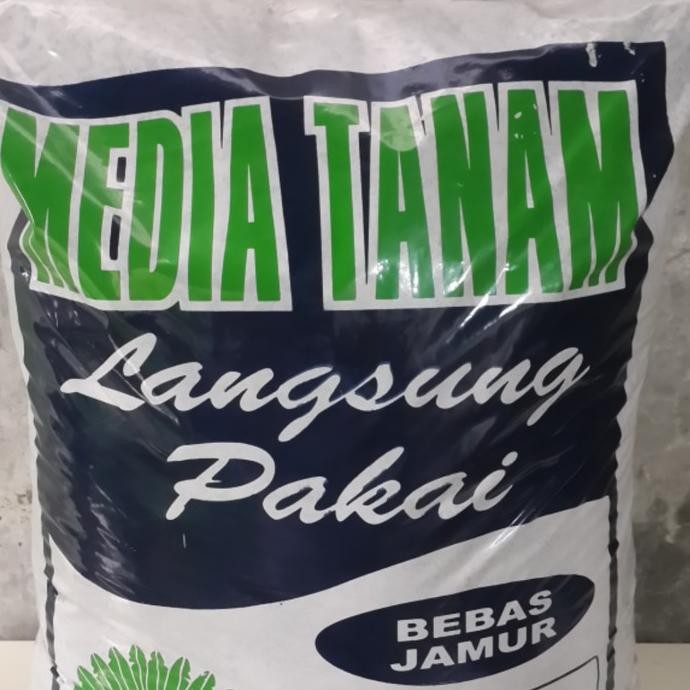 MEDIA TANAM
Langsung
Pakai
BEBAS
JAMUR